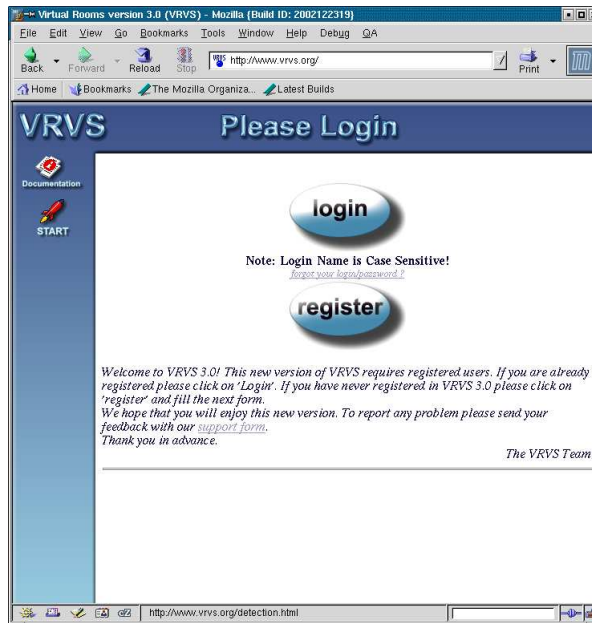 Virtual Rooms version 3.0 (VRVS) - Mozilla {Build ID: 2002122319}
File Edit View Go Bookmarks Tools Window Help Debug QA
http://www.vrvs.org/
Back Forward Reload Stop Print
Home Bookmarks The Mozilla Organiza... Latest Builds
VRVS Please Login
Documentation
START
login
Note: Login Name is Case Sensitive!
forgot your login/password ?
register
Welcome to VRVS 3.0! This new version of VRVS requires registered users. If you are already
registered please click on 'Login'. If you have never registered in VRVS 3.0 please click on
'register' and fill the next form.
We hope that you will enjoy this new version. To report any problem please send your
feedback with our support form.
Thank you in advance.
The VRVS Team
http://www.vrvs.org/detection.html